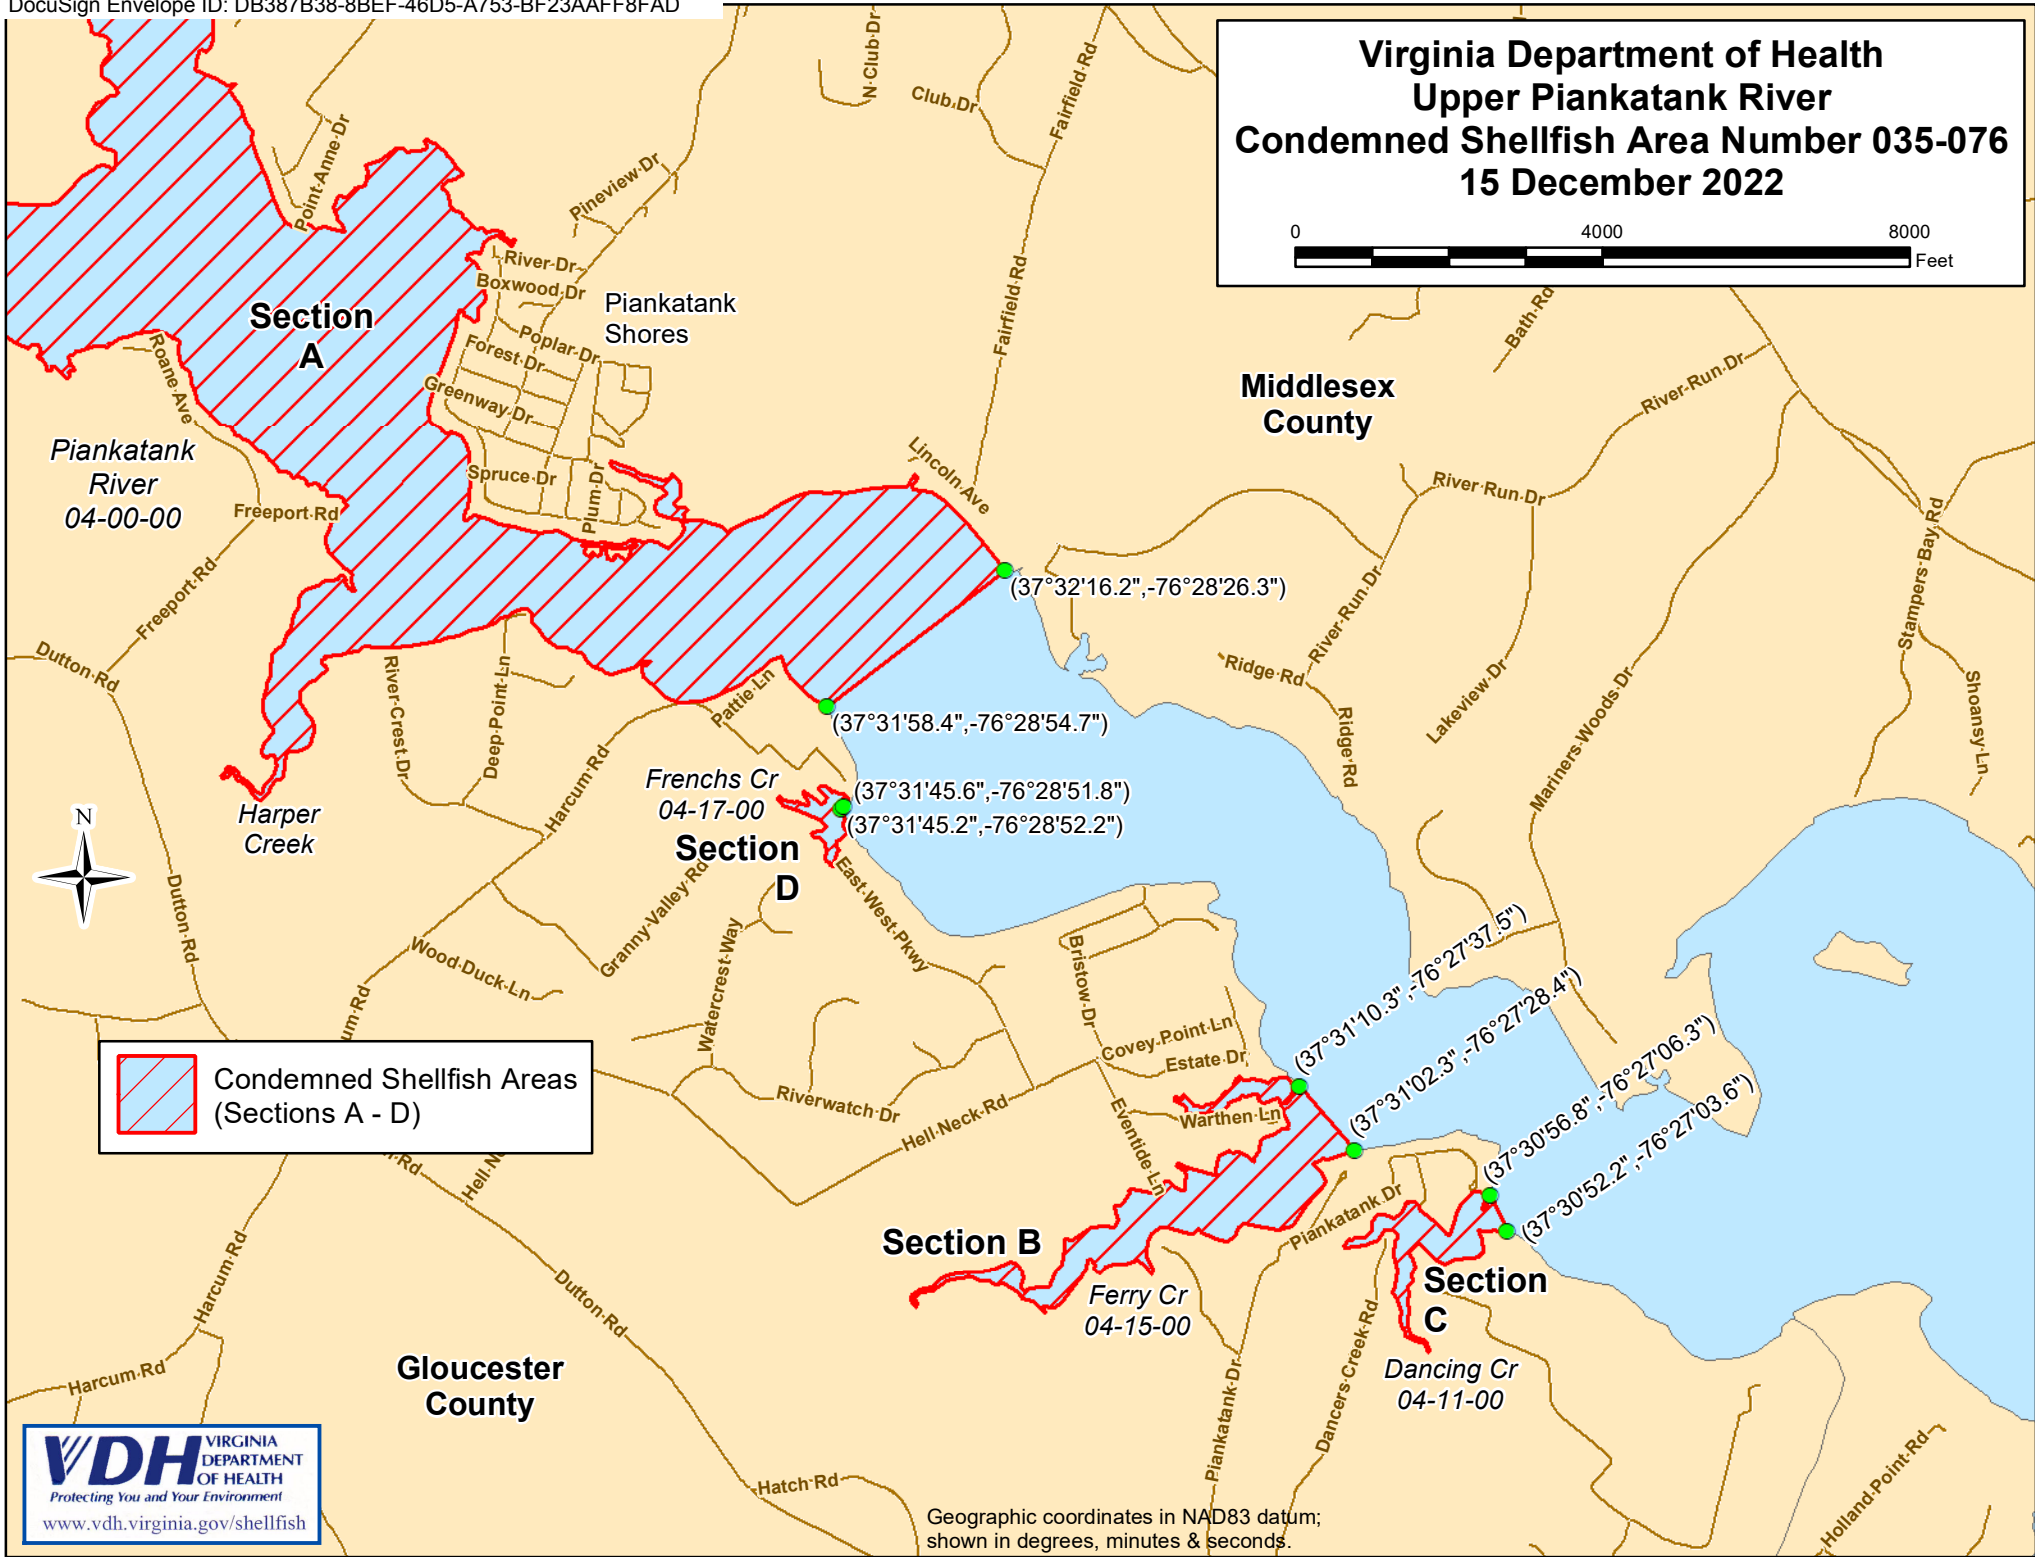 DocuSign Envelope ID: DB387B38-8BEF-46D5-A753-BF23AAFF8FAD
Virginia Department of Health
Upper Piankatank River
Condemned Shellfish Area Number 035-076
15 December 2022
0 4000 8000
Feet
N Club Dr
Club Dr
Fairfield Rd
Point Anne Dr
Pineview Dr
River Dr
Boxwood Dr
Piankatank
Shores
Fairfield Rd
Bath Rd
Section
A
Poplar Dr
Forest Dr
Roane Ave
Greenway Dr
Middlesex
County
River Run Dr
Piankatank
River
04-00-00
Lincoln Ave
Spruce Dr
Plum Dr
River Run Dr
Freeport Rd
Stampers Bay Rd
Freeport Rd
(37°32'16.2",-76°28'26.3")
River Run Dr
Dutton Rd
River Crest Dr
Deep Point Ln
Pattie Ln
Ridge Rd
Lakeview Dr
Mariners Woods Dr
Shoansy Ln
(37°31'58.4",-76°28'54.7")
Ridge Rd
Harcum Rd
Frenchs Cr
04-17-00
(37°31'45.6",-76°28'51.8")
(37°31'45.2",-76°28'52.2")
Harper
Creek
N
Section
D
Granny Valley Rd
East West Pkwy
Dutton Rd
Wood Duck Ln
Watercrest Way
Bristow Dr
(37°31'10.3",-76°27'37.5")
(37°31'02.3",-76°27'28.4")
(37°30'56.8",-76°27'06.3")
(37°30'52.2",-76°27'03.6")
um Rd
Covey Point Ln
Estate Dr
Condemned Shellfish Areas
(Sections A - D)
Riverwatch Dr
Hell Neck Rd
Warthen Ln
Eventide Ln
Rd
Piankatank Dr
Section B
Harcum Rd
Dutton Rd
Ferry Cr
04-15-00
Section
C
Dancers Creek Rd
Piankatank Dr
Dancing Cr
04-11-00
Gloucester
County
Harcum Rd
Hatch Rd
Holland Point Rd
VDH
VIRGINIA
DEPARTMENT
OF HEALTH
Protecting You and Your Environment
www.vdh.virginia.gov/shellfish
Geographic coordinates in NAD83 datum;
shown in degrees, minutes & seconds.